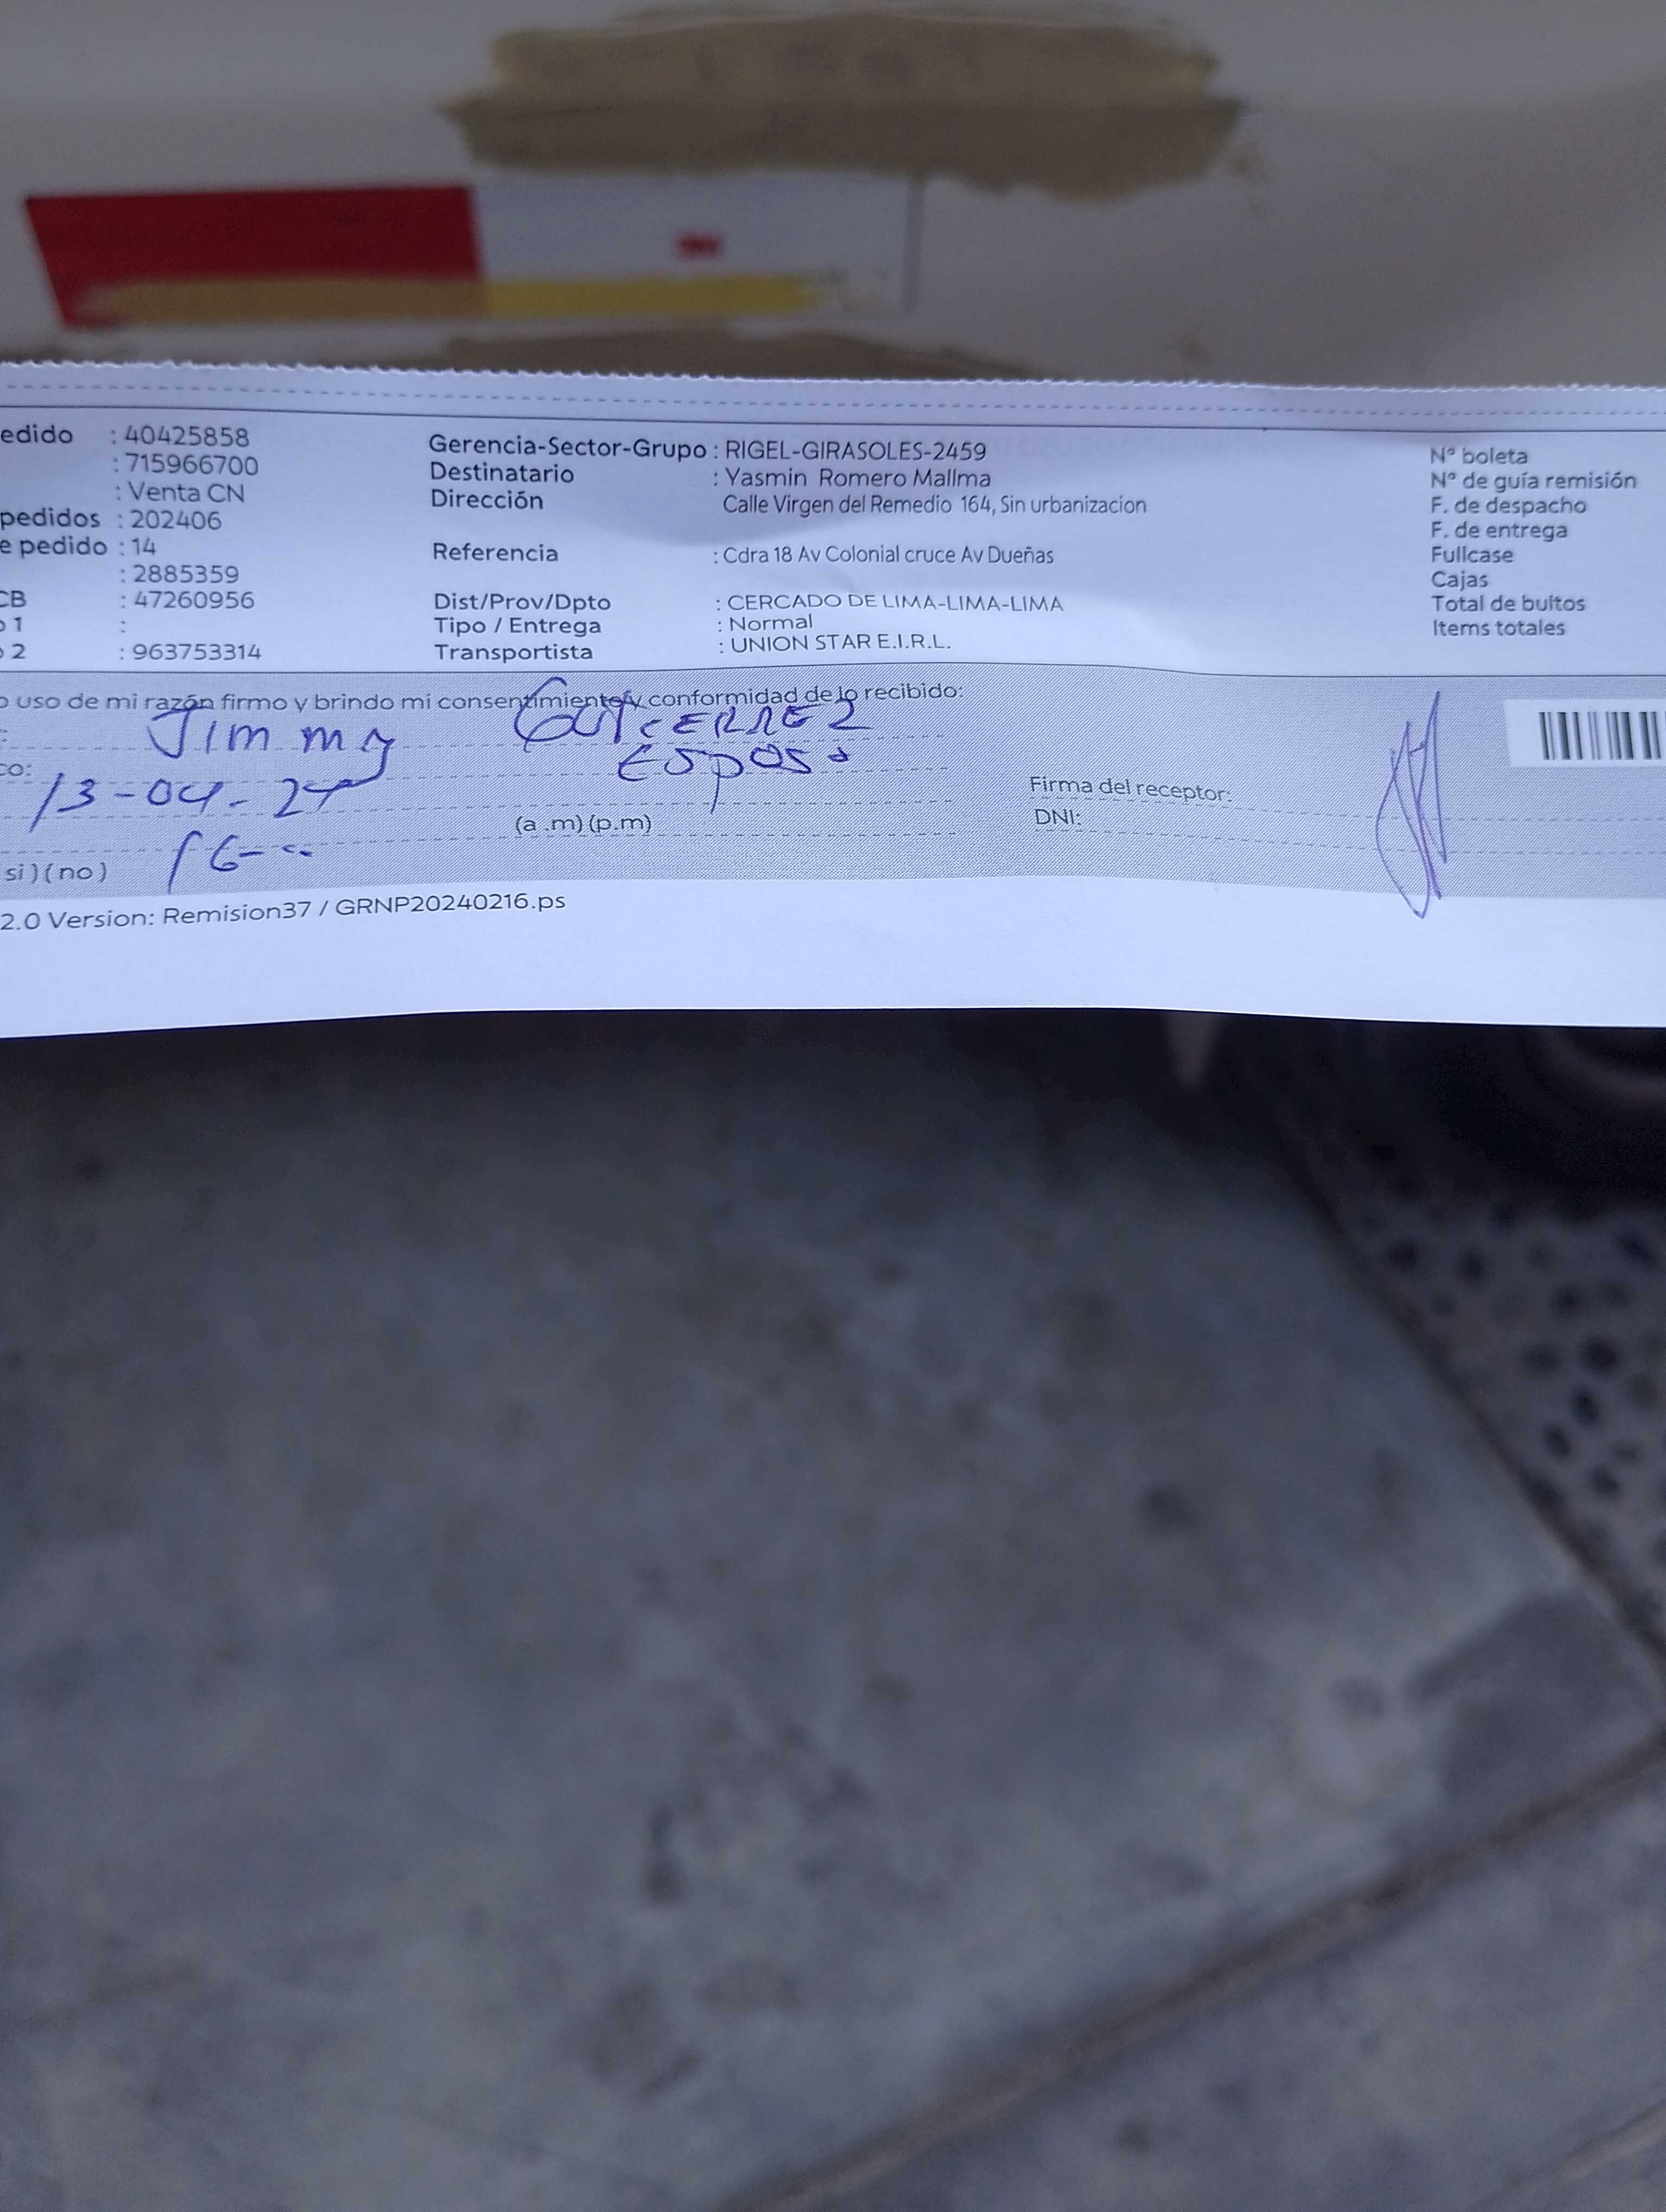 edido : 40425858
: 715966700
: Venta CN
pedidos : 202406
e pedido : 14
: 2885359
CB : 47260956
o 1 :
o 2 : 963753314
Gerencia-Sector-Grupo : RIGEL-GIRASOLES-2459
Destinatario : Yasmin Romero Mallma
Dirección Calle Virgen del Remedio 164, Sin urbanizacion
Referencia : Cdra 18 Av Colonial cruce Av Dueñas
Dist/Prov/Dpto : CERCADO DE LIMA-LIMA-LIMA
Tipo / Entrega : Normal
Transportista : UNION STAR E.I.R.L.
N° boleta
N° de guía remisión
F. de despacho
F. de entrega
Fullcase
Cajas
Total de bultos
Items totales
o uso de mi razón firmo y brindo mi consentimiento y conformidad de lo recibido:
Jimmy GUTIERREZ
co: Esposo
13-04-24
(a .m) (p.m)
si ) ( no ) 16-
Firma del receptor:
DNI:
2.0 Version: Remision37 / GRNP20240216.ps